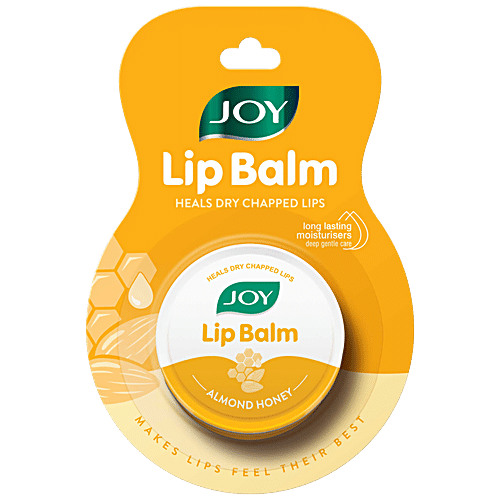 JOY
Lip Balm
HEALS DRY CHAPPED LIPS
long lasting
moisturisers
deep gentle care
HEALS DRY CHAPPED LIPS
JOY
Lip Balm
ALMOND HONEY
MAKES LIPS FEEL THEIR BEST